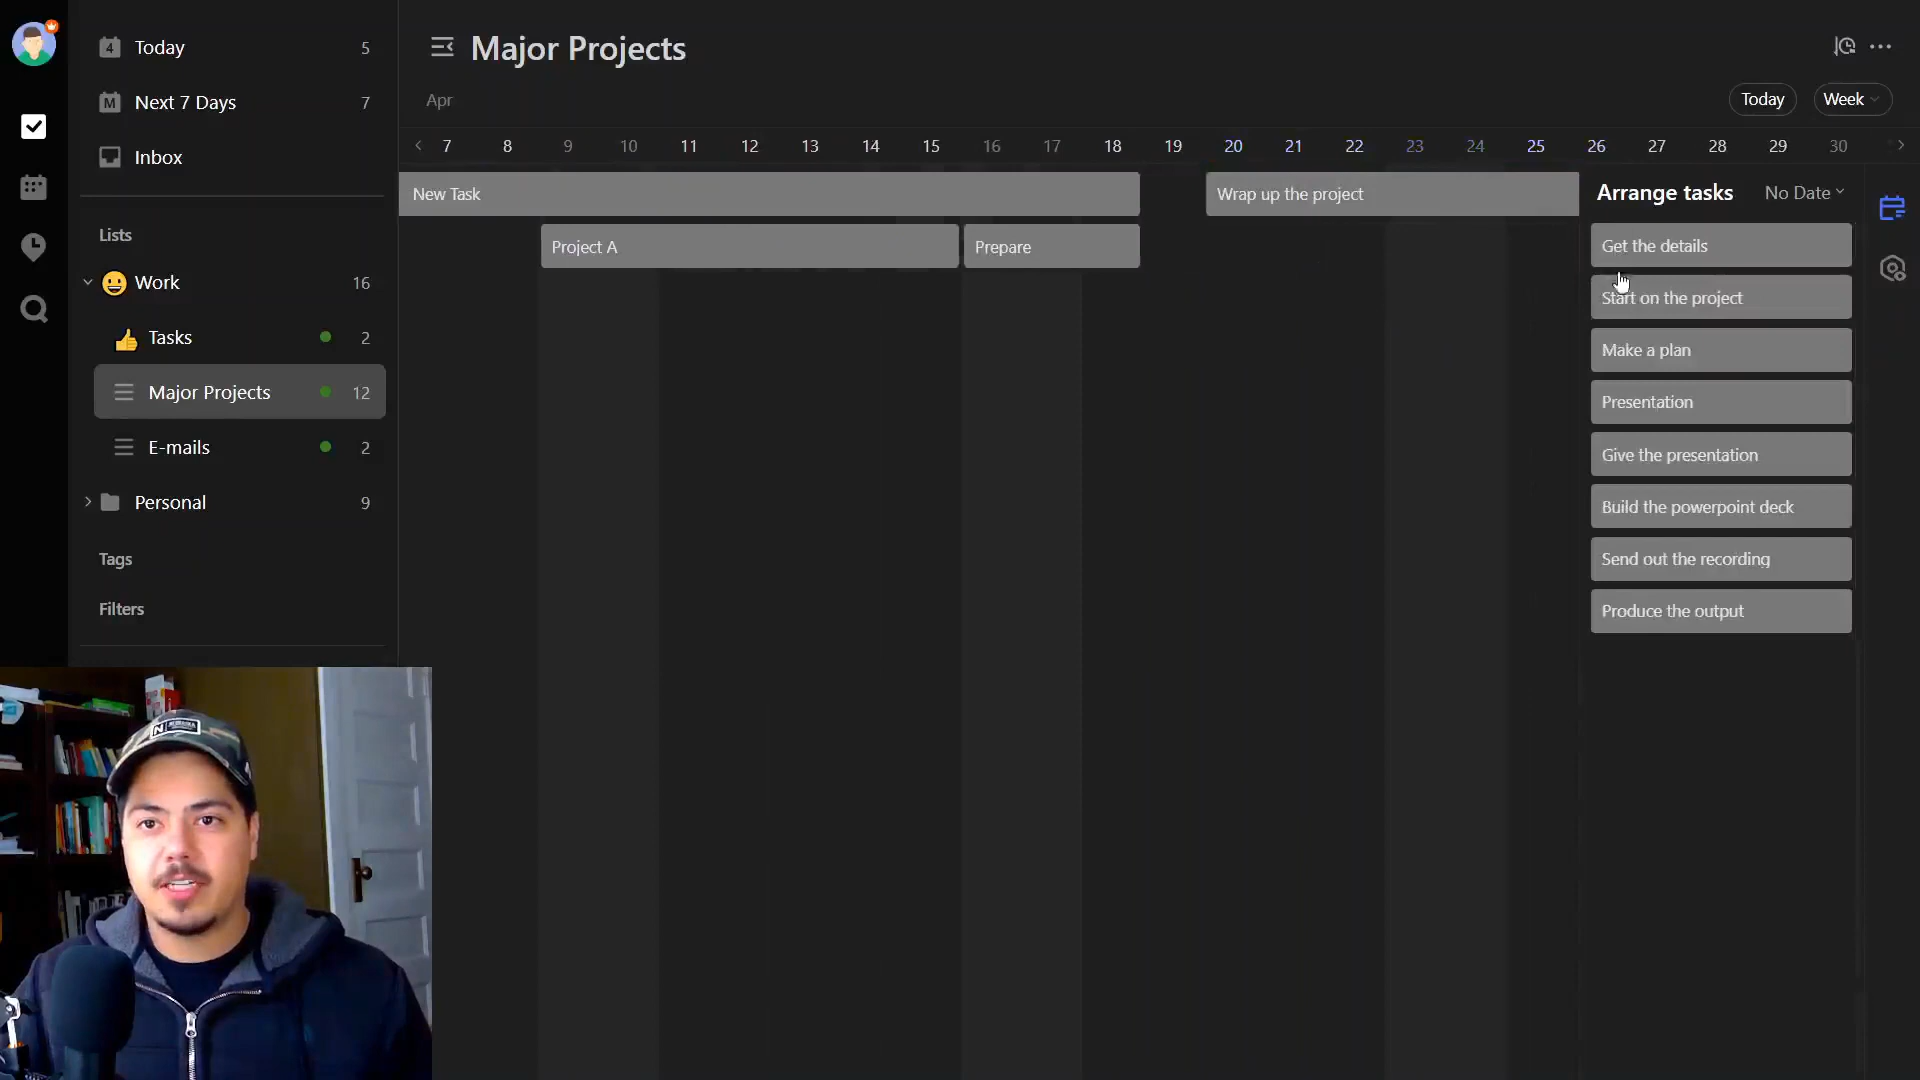 Today 5
Next 7 Days 7
Inbox
Lists
Work 16
Tasks 2
Major Projects 12
E-mails 2
Personal 9
Tags
Filters
Major Projects
Apr
Today Week
7 8 9 10 11 12 13 14 15 16 17 18 19 20 21 22 23 24 25 26 27 28 29 30
New Task
Wrap up the project
Project A
Prepare
Arrange tasks No Date
Get the details
Start on the project
Make a plan
Presentation
Give the presentation
Build the powerpoint deck
Send out the recording
Produce the output
4
M